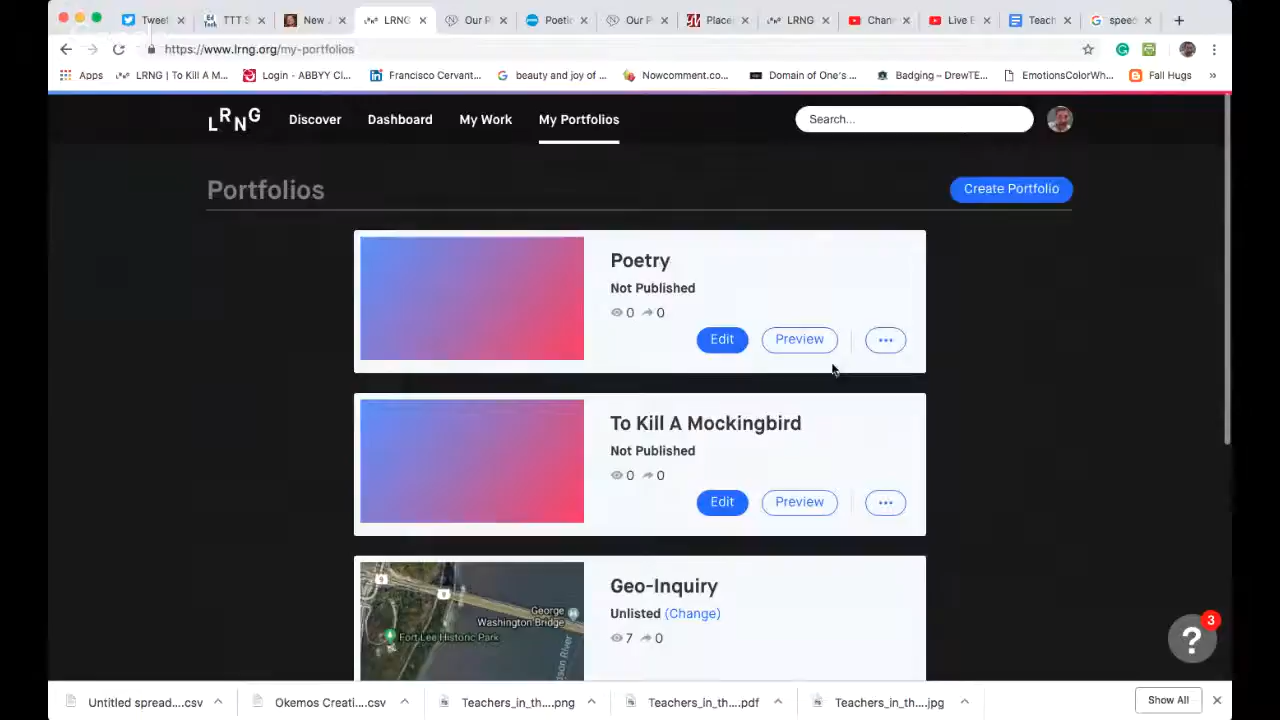 Tweet TTT S New J LRNG Our P Poetic Our P Place LRNG Chan Live E Teach speed
https://www.lrng.org/my-portfolios
Apps LRNG | To Kill A M... Login - ABBYY Cl... Francisco Cervant... beauty and joy of ... Nowcomment.co... Domain of One's ... Badging – DrewTE... EmotionsColorWh... Fall Hugs »
LRNG Discover Dashboard My Work My Portfolios Search...
Portfolios Create Portfolio
Poetry
Not Published
0 0
Edit Preview ...
To Kill A Mockingbird
Not Published
0 0
Edit Preview ...
Geo-Inquiry
Unlisted (Change)
7 0
9
George
Washington Bridge
Fort Lee Historic Park
3
?
Untitled spread....csv Okemos Creati....csv Teachers_in_th....png Teachers_in_th....pdf Teachers_in_th....jpg Show All